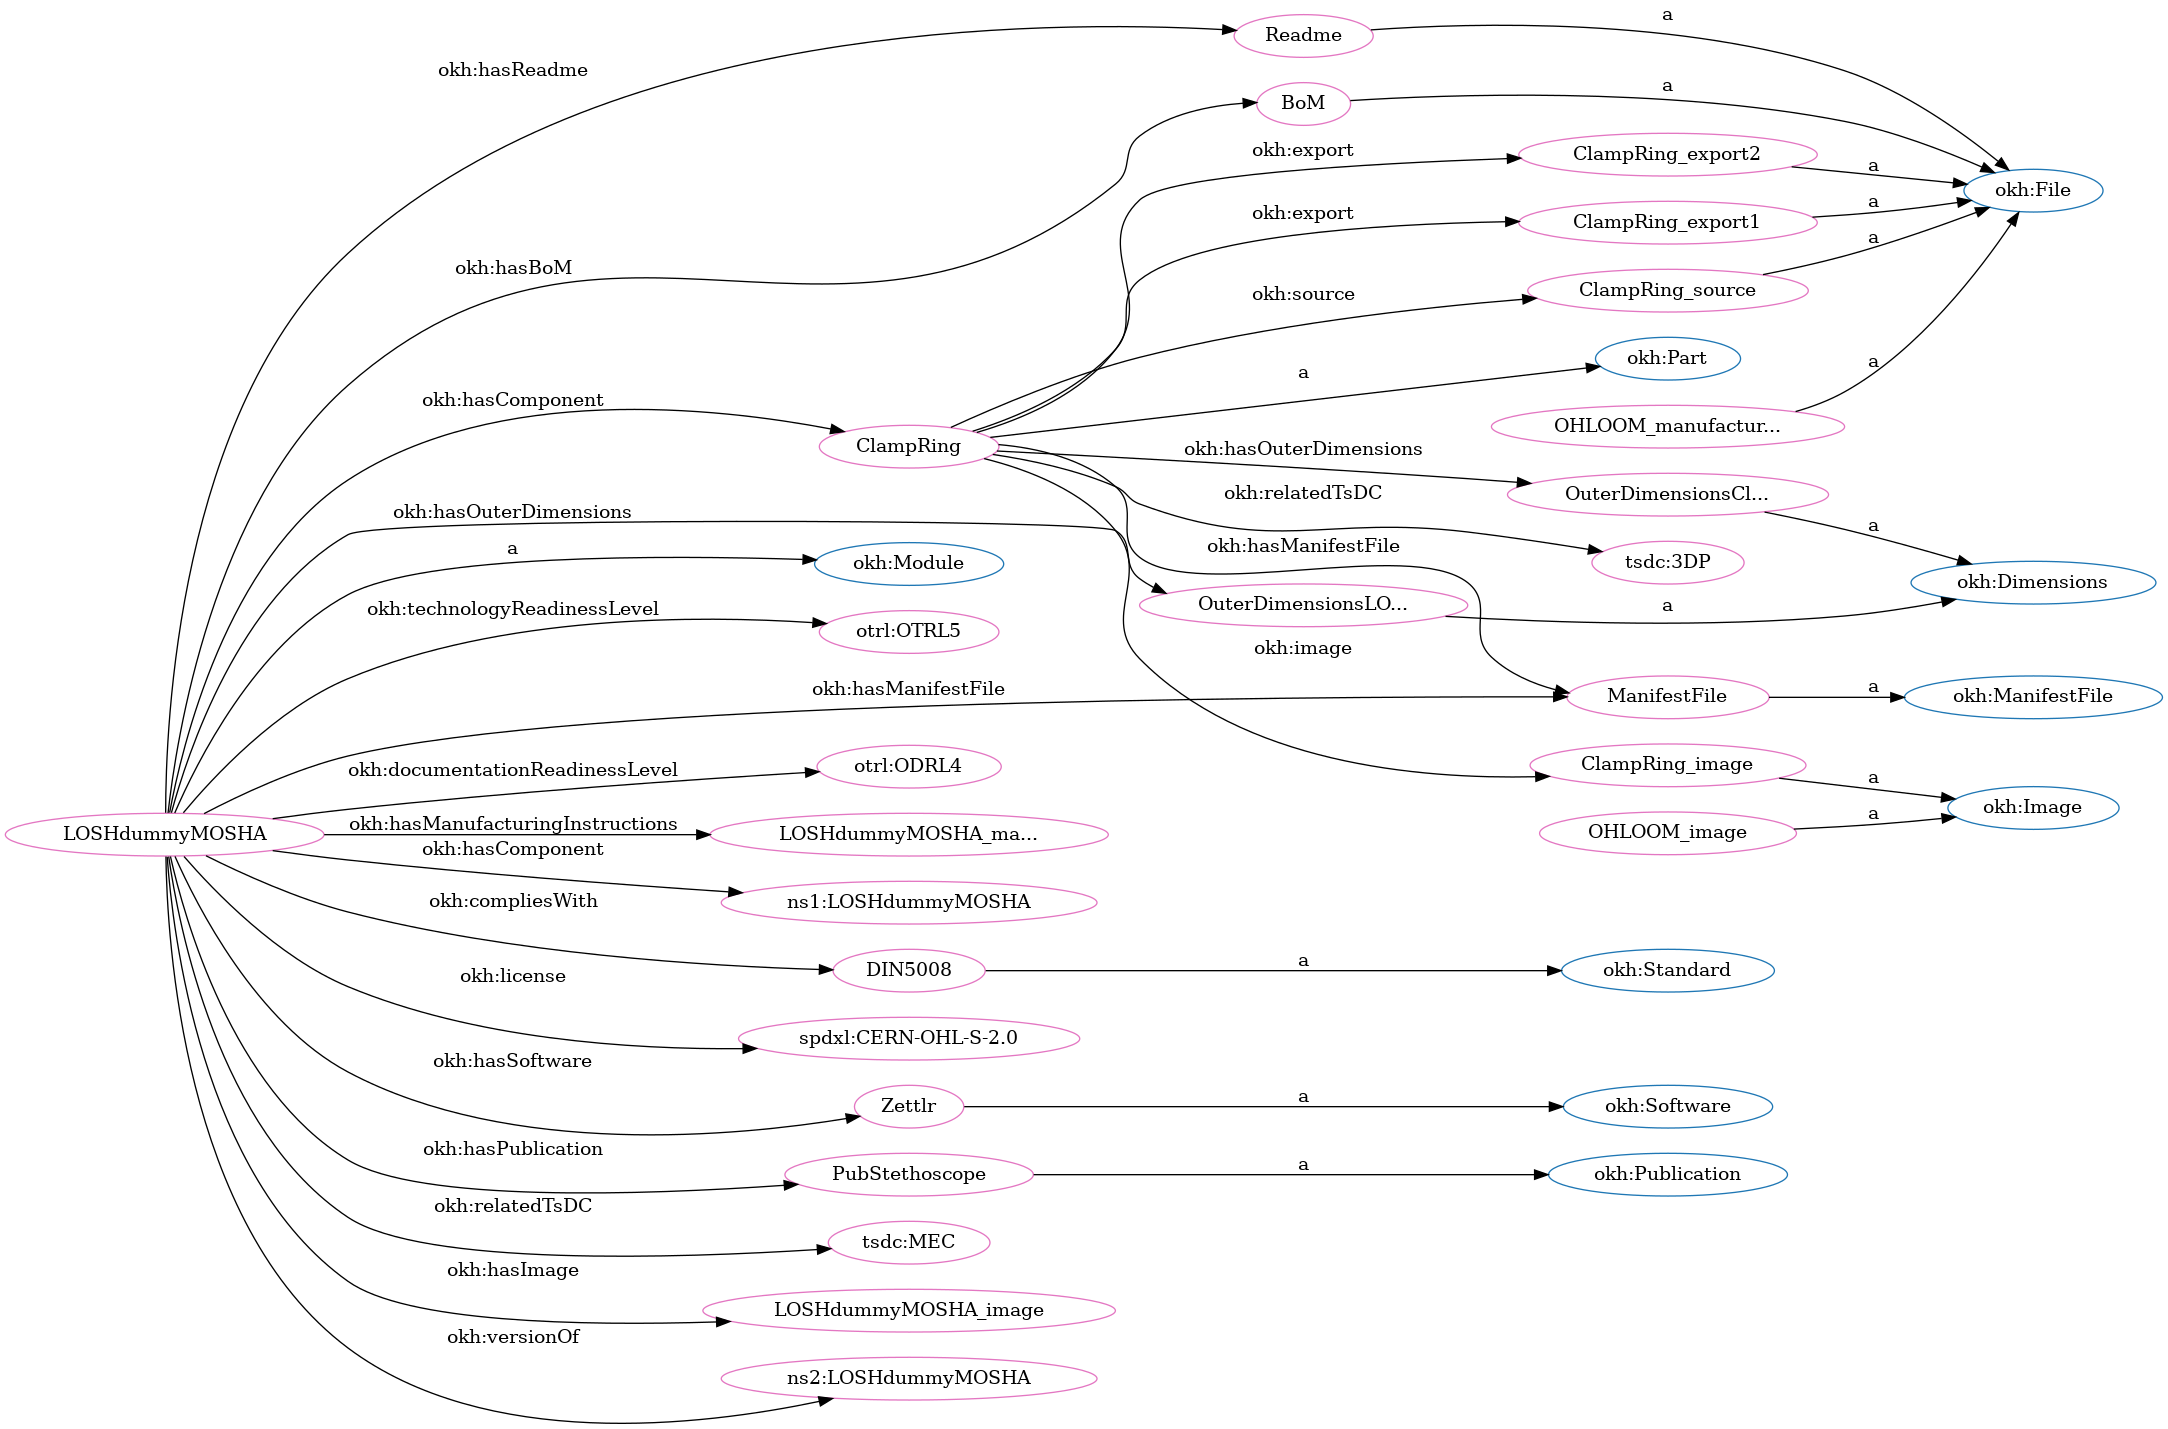 a
Readme
okh:hasReadme
a
BoM
okh:export
ClampRing_export2
a
okh:File
a
okh:export
ClampRing_export1
a
okh:hasBoM
okh:source
ClampRing_source
okh:Part
a
a
okh:hasComponent
OHLOOM_manufactur...
ClampRing
okh:hasOuterDimensions
okh:relatedTsDC
OuterDimensionsCl...
okh:hasOuterDimensions
a
okh:hasManifestFile
a
okh:Module
tsdc:3DP
okh:Dimensions
okh:technologyReadinessLevel
OuterDimensionsLO...
a
otrl:OTRL5
okh:image
okh:hasManifestFile
ManifestFile
a
okh:ManifestFile
okh:documentationReadinessLevel
otrl:ODRL4
ClampRing_image
a
okh:Image
a
LOSHdummyMOSHA
okh:hasManufacturingInstructions
LOSHdummyMOSHA_ma...
OHLOOM_image
okh:hasComponent
okh:compliesWith
ns1:LOSHdummyMOSHA
a
okh:license
DIN5008
okh:Standard
spdxl:CERN-OHL-S-2.0
okh:hasSoftware
a
Zettlr
okh:Software
okh:hasPublication
a
PubStethoscope
okh:Publication
okh:relatedTsDC
tsdc:MEC
okh:hasImage
LOSHdummyMOSHA_image
okh:versionOf
ns2:LOSHdummyMOSHA